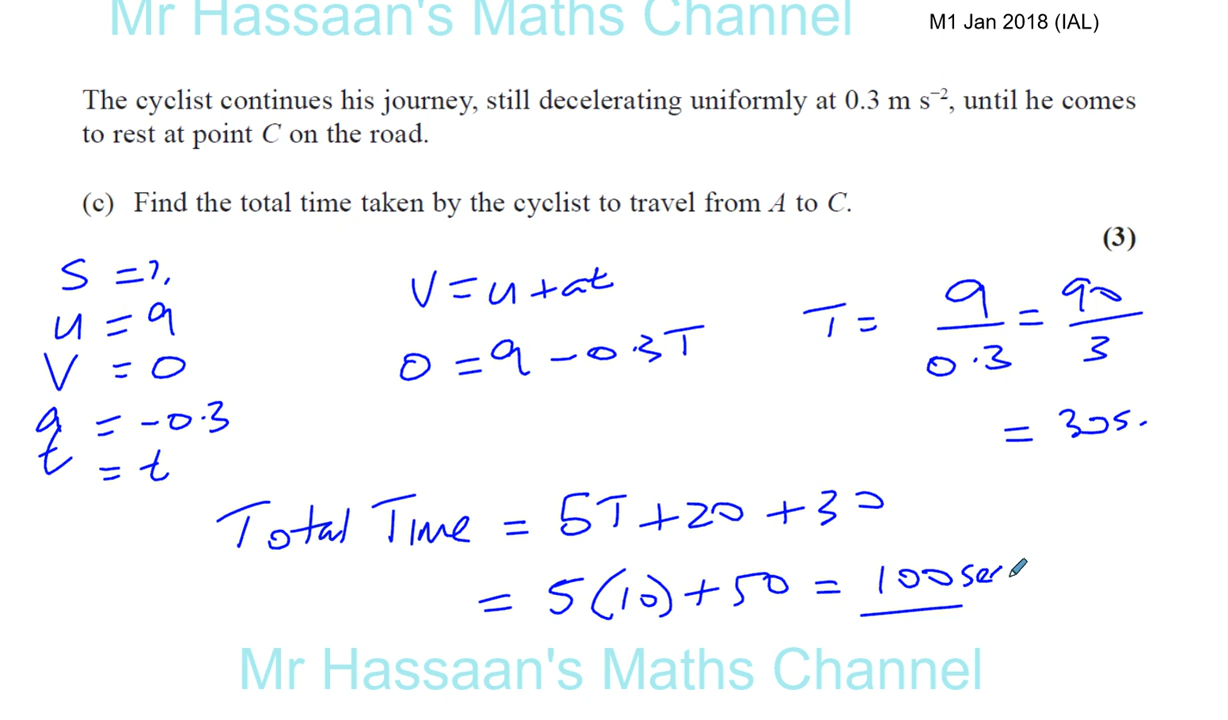 Mr Hassaan's Maths Channel
M1 Jan 2018 (IAL)
The cyclist continues his journey, still decelerating uniformly at 0.3 m s⁻², until he comes
to rest at point C on the road.
(c) Find the total time taken by the cyclist to travel from A to C.
(3)
S = ?.
u = 9
V = 0
a = -0.3
t = t
V = u + at
0 = 9 - 0.3T
T = 9/0.3 = 90/3
= 30s.
Total Time = 5T + 20 + 30
= 5(10) + 50 = 100 sec
Mr Hassaan's Maths Channel